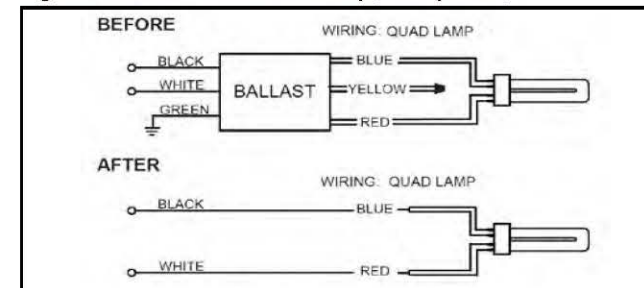 BEFORE
WIRING: QUAD LAMP
BLACK
BLUE
WHITE
BALLAST
YELLOW
GREEN
RED
AFTER
WIRING: QUAD LAMP
BLACK
BLUE
WHITE
RED